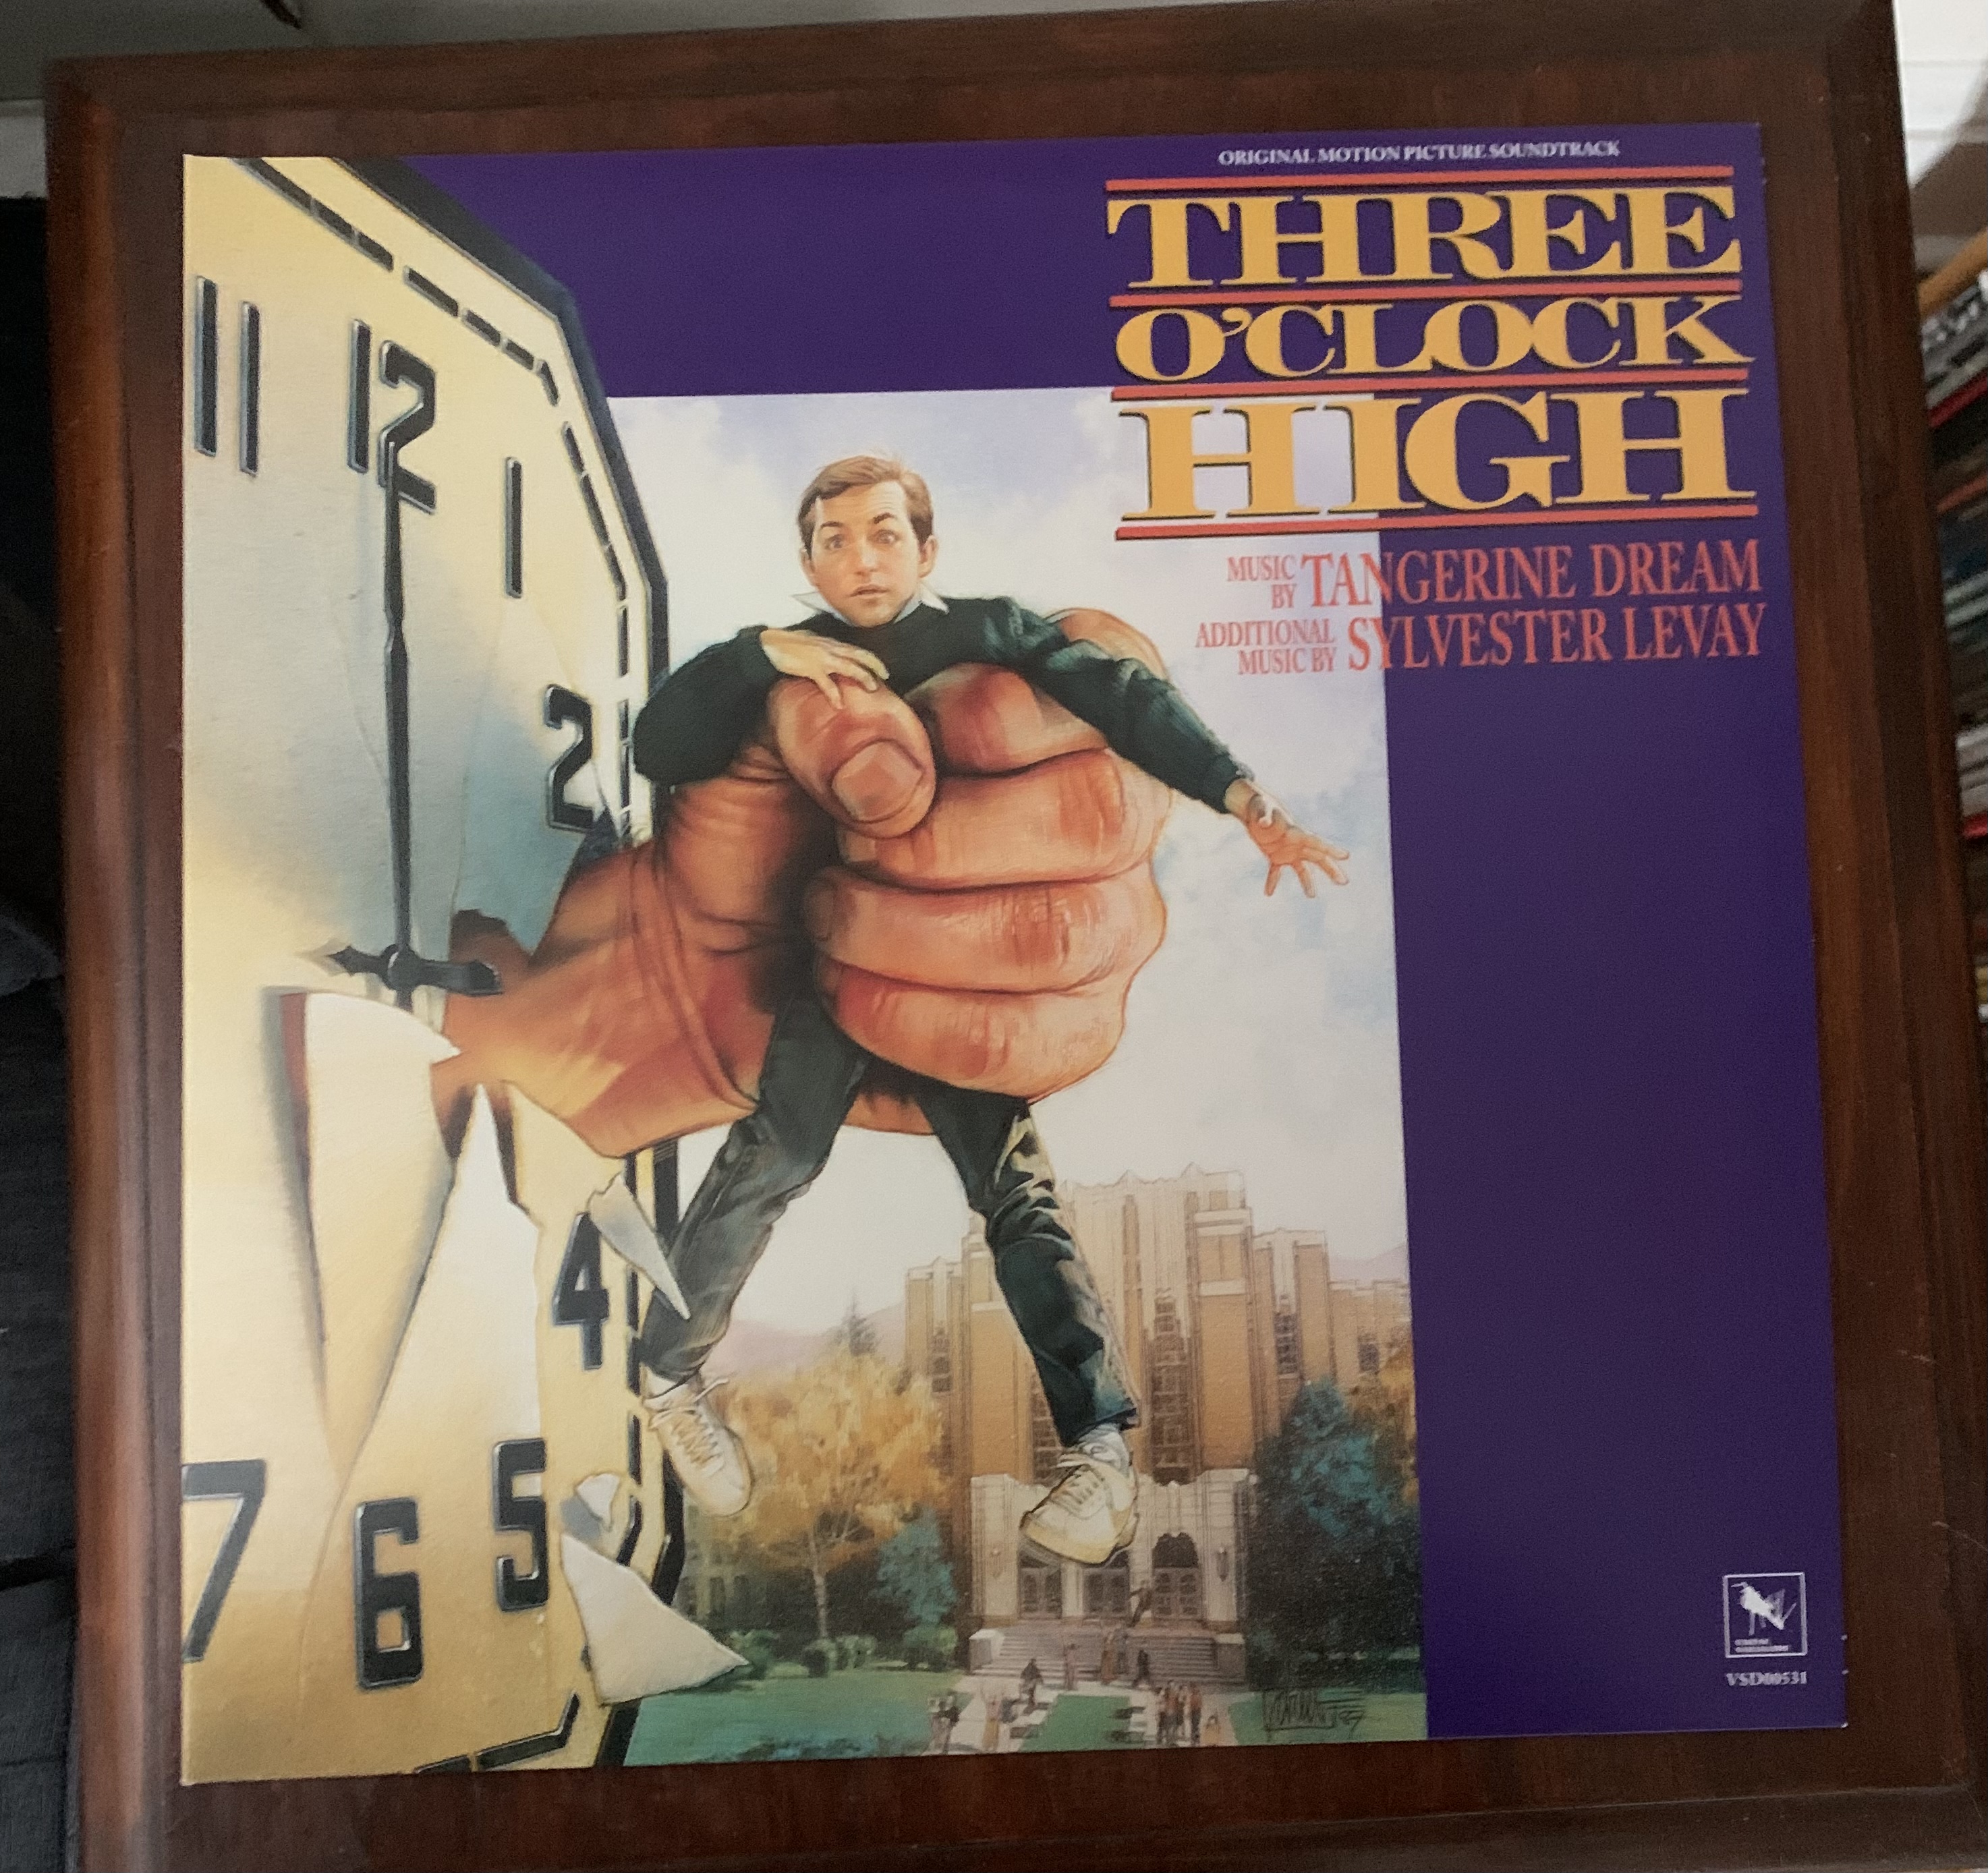 ORIGINAL MOTION PICTURE SOUNDTRACK
THREE
O'CLOCK
HIGH
MUSIC BY TANGERINE DREAM
ADDITIONAL MUSIC BY SYLVESTER LEVAY
11
12
1
2
4
5
6
7
VSD00531